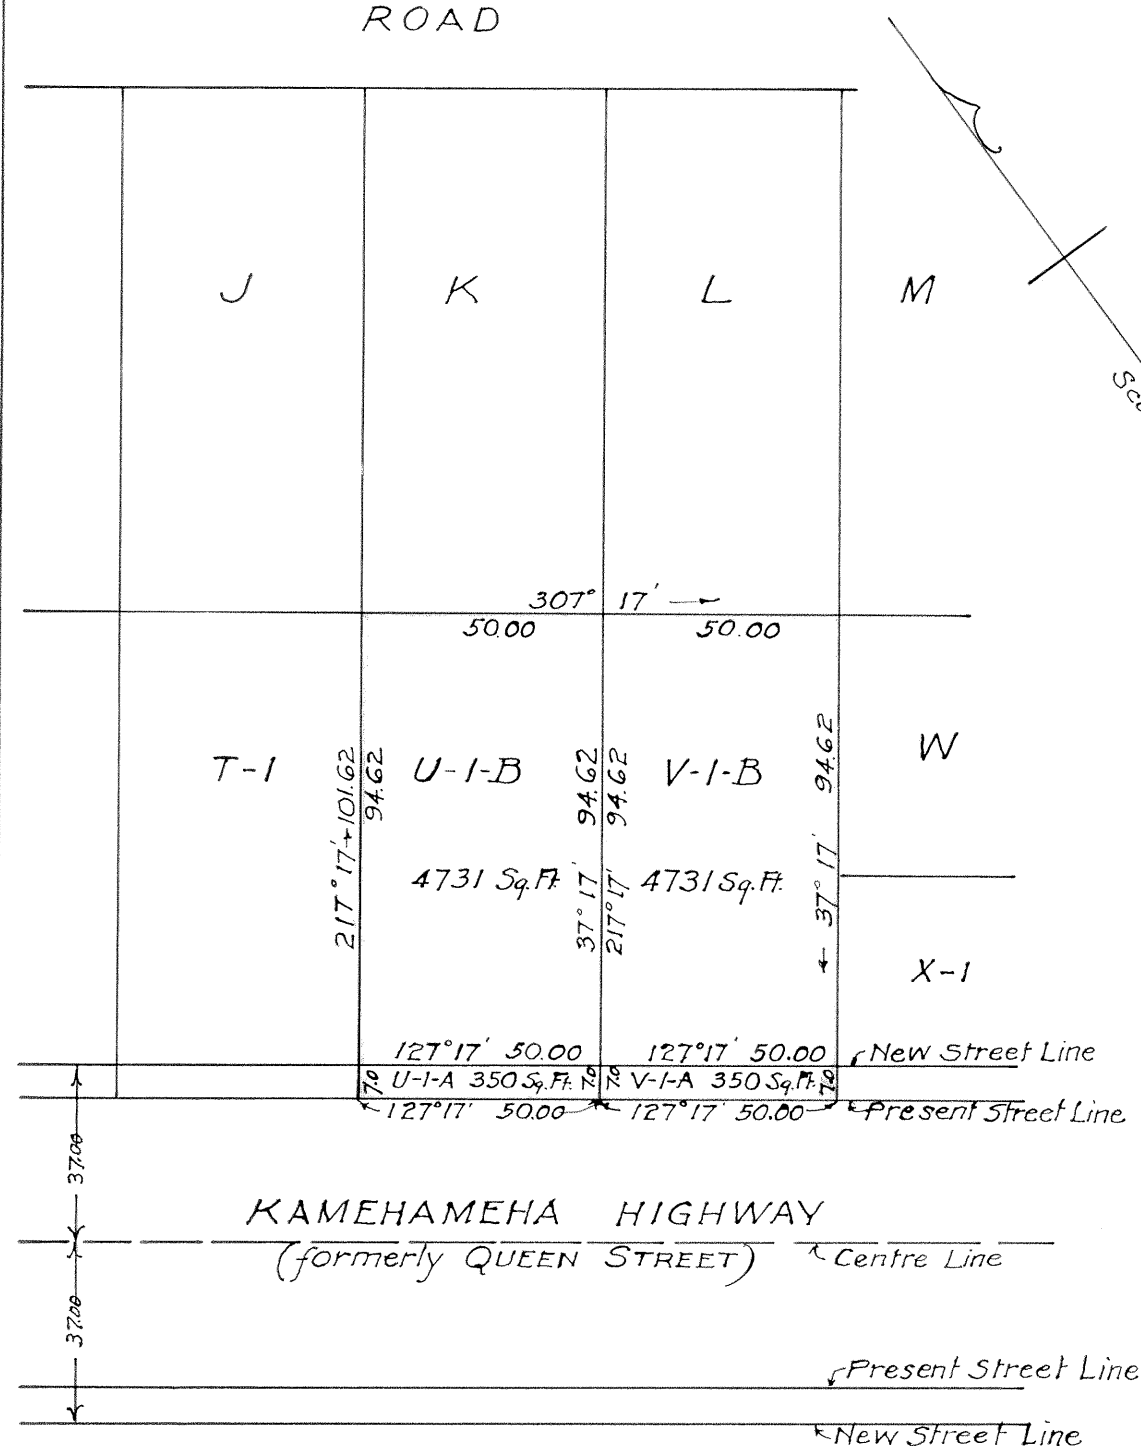 ROAD
J
K
L
M
307° 17'
50.00
50.00
T-1
217° 17' 101.62
94.62
U-1-B
4731 Sq.Ft.
94.62
37° 17'
94.62
217° 17'
V-1-B
4731 Sq.Ft.
37° 17' 94.62
W
X-1
127°17' 50.00
127°17' 50.00
New Street Line
7.0
U-1-A 350 Sq.Ft.
7.0
7.0
V-1-A 350 Sq.Ft.
7.0
127°17' 50.00
127°17' 50.00
Present Street Line
37.00
KAMEHAMEHA HIGHWAY
(formerly QUEEN STREET)
Centre Line
37.00
Present Street Line
New Street Line